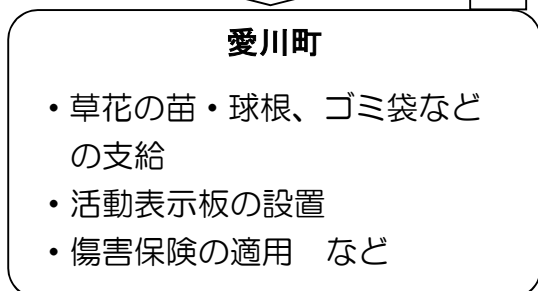 愛川町
・草花の苗・球根、ゴミ袋など
の支給
・活動表示板の設置
・傷害保険の適用　など